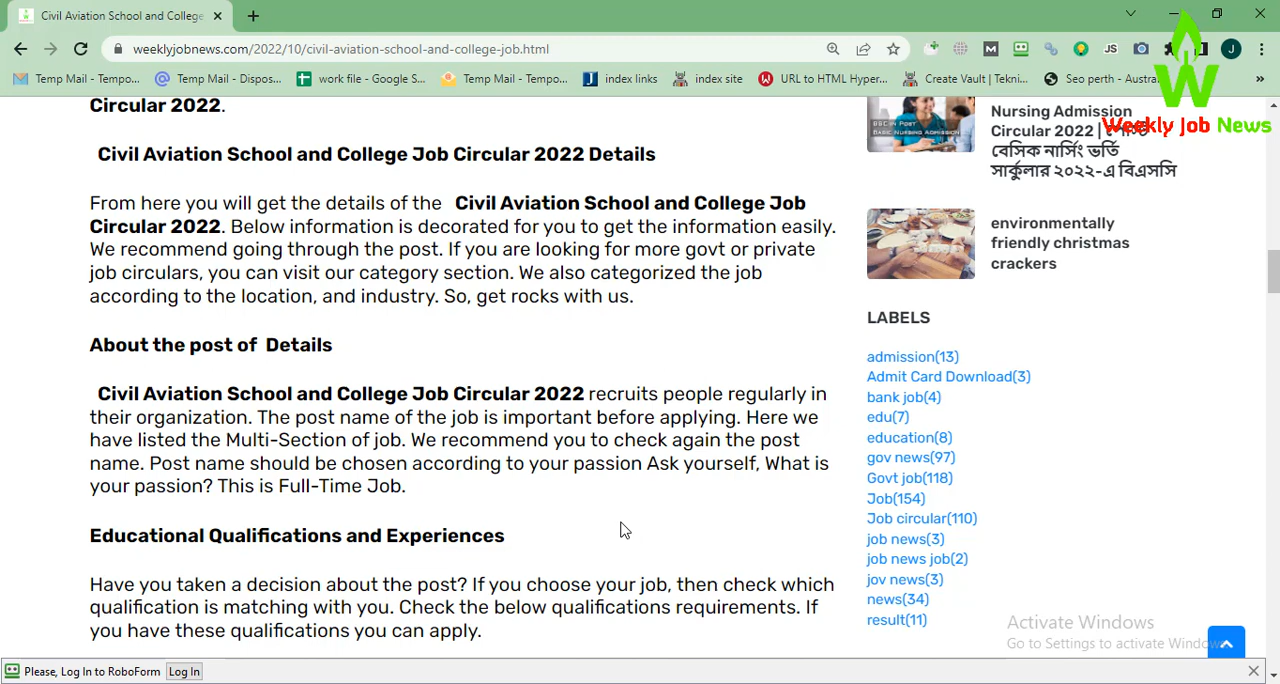 Civil Aviation School and College
weeklyjobnews.com/2022/10/civil-aviation-school-and-college-job.html
Temp Mail - Tempo...
Temp Mail - Dispos...
work file - Google S...
Temp Mail - Tempo...
index links
index site
URL to HTML Hyper...
Create Vault | Tekni...
Seo perth - Austra...
»
M
JS
J
W
Weekly Job News
Circular 2022.
Civil Aviation School and College Job Circular 2022 Details
From here you will get the details of the Civil Aviation School and College Job
Circular 2022. Below information is decorated for you to get the information easily.
We recommend going through the post. If you are looking for more govt or private
job circulars, you can visit our category section. We also categorized the job
according to the location, and industry. So, get rocks with us.
About the post of Details
Civil Aviation School and College Job Circular 2022 recruits people regularly in
their organization. The post name of the job is important before applying. Here we
have listed the Multi-Section of job. We recommend you to check again the post
name. Post name should be chosen according to your passion Ask yourself, What is
your passion? This is Full-Time Job.
Educational Qualifications and Experiences
Have you taken a decision about the post? If you choose your job, then check which
qualification is matching with you. Check the below qualifications requirements. If
you have these qualifications you can apply.
BSC IN POST
BASIC NURSING ADMISSION
Nursing Admission
Circular 2022 |
বেসিক নার্সিং ভর্তি
সার্কুলার ২০২২-এ বিএসসি
environmentally
friendly christmas
crackers
LABELS
admission(13)
Admit Card Download(3)
bank job(4)
edu(7)
education(8)
gov news(97)
Govt job(118)
Job(154)
Job circular(110)
job news(3)
job news job(2)
jov news(3)
news(34)
result(11)
Activate Windows
Go to Settings to activate Windows.
Please, Log In to RoboForm
Log In